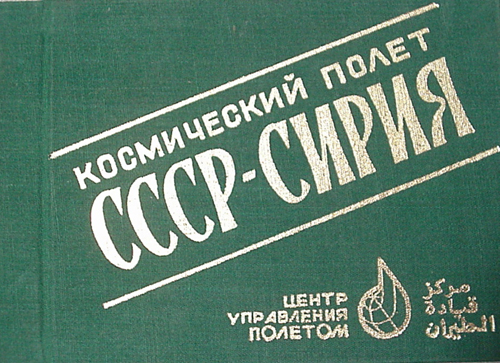 КОСМИЧЕСКИЙ ПОЛЕТ
СССР-СИРИЯ
ЦЕНТР
УПРАВЛЕНИЯ
ПОЛЕТОМ
مركز
قيادة
الطيران